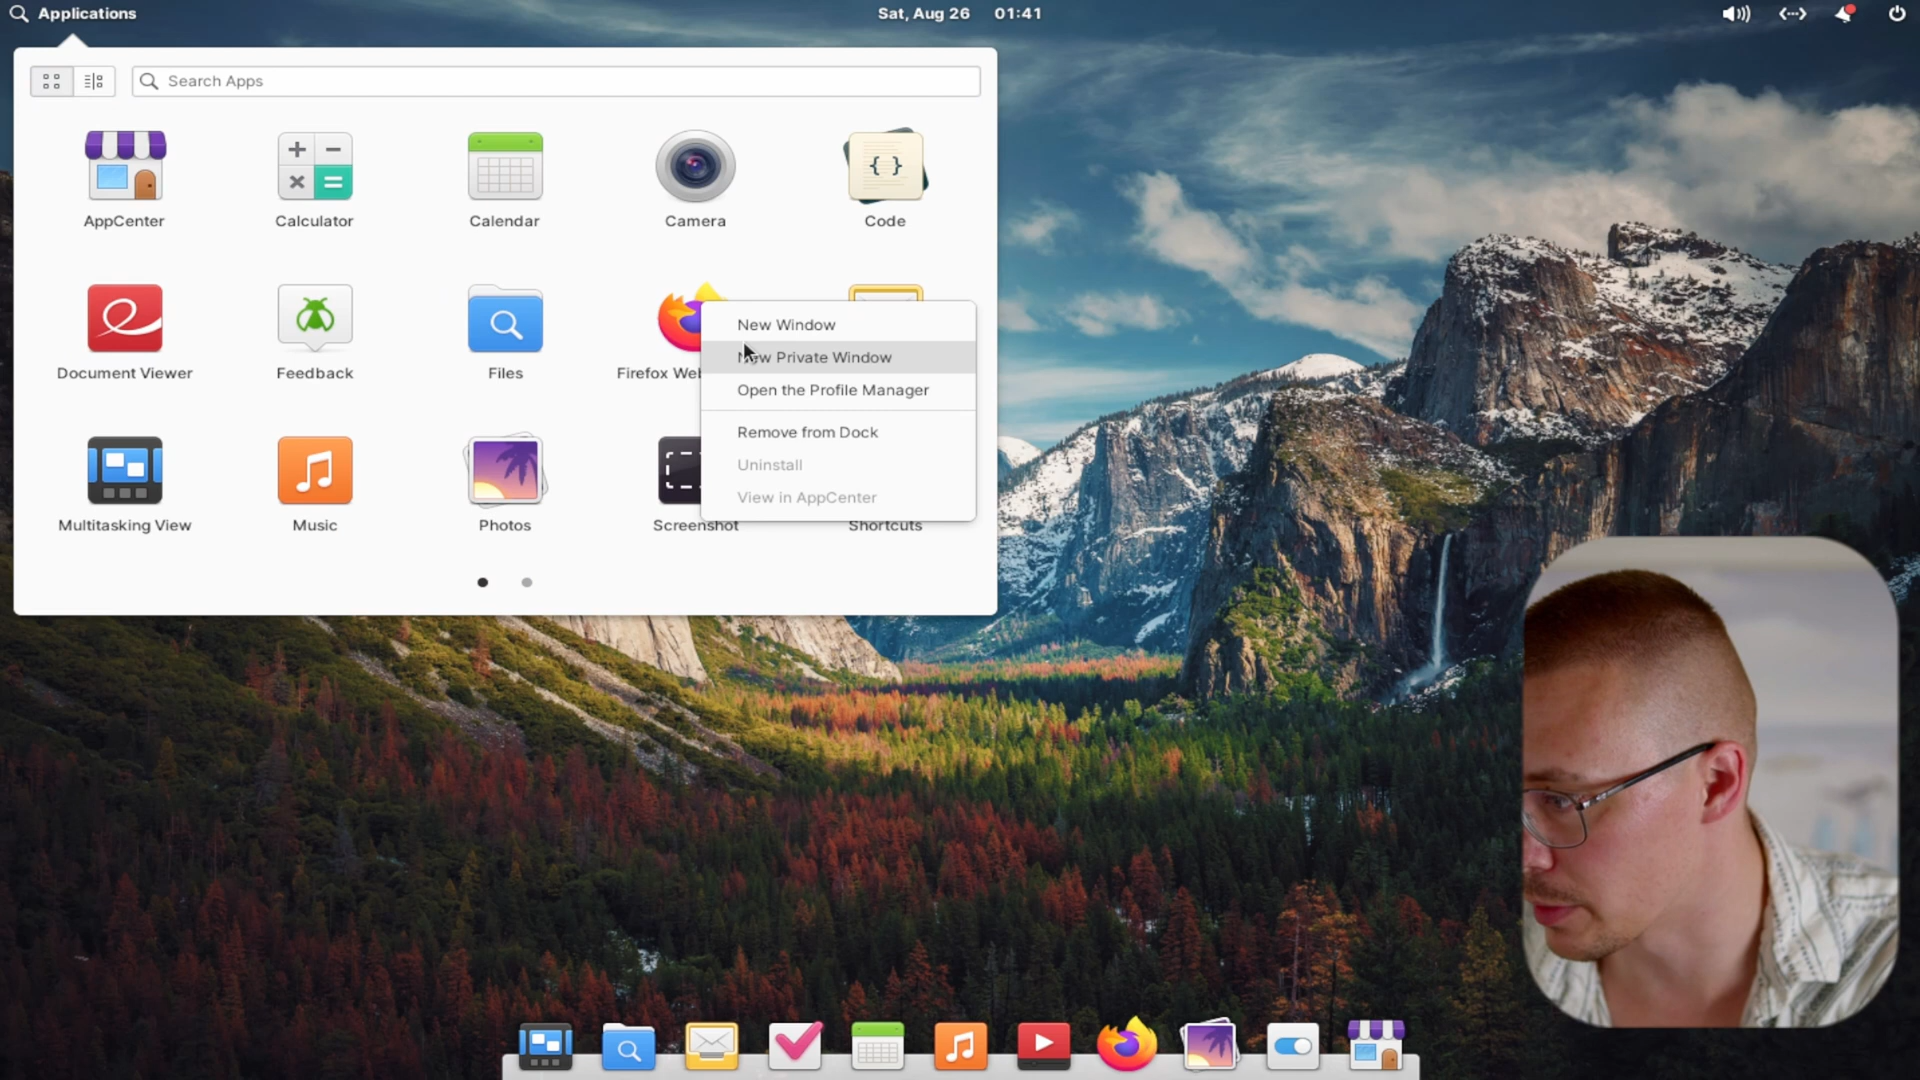 Applications
Sat, Aug 26 01:41
Search Apps
AppCenter
Calculator
Calendar
Camera
Code
Document Viewer
Feedback
Files
Firefox Web
New Window
New Private Window
Open the Profile Manager
Remove from Dock
Uninstall
View in AppCenter
Multitasking View
Music
Photos
Screenshot
Shortcuts